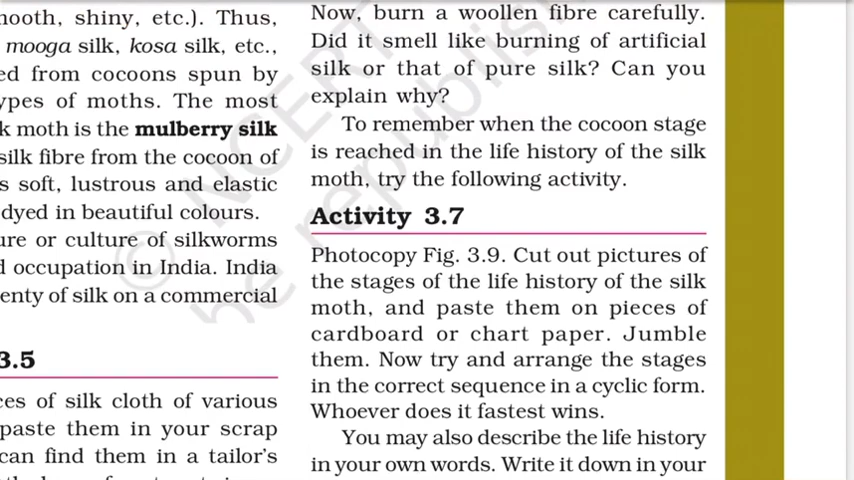 nooth, shiny, etc.). Thus,
mooga silk, kosa silk, etc.,
ed from cocoons spun by
ypes of moths. The most
k moth is the mulberry silk
silk fibre from the cocoon of
s soft, lustrous and elastic
dyed in beautiful colours.
ure or culture of silkworms
d occupation in India. India
enty of silk on a commercial
3.5
ces of silk cloth of various
paste them in your scrap
can find them in a tailor's
Now, burn a woollen fibre carefully.
Did it smell like burning of artificial
silk or that of pure silk? Can you
explain why?
To remember when the cocoon stage
is reached in the life history of the silk
moth, try the following activity.
Activity 3.7
Photocopy Fig. 3.9. Cut out pictures of
the stages of the life history of the silk
moth, and paste them on pieces of
cardboard or chart paper. Jumble
them. Now try and arrange the stages
in the correct sequence in a cyclic form.
Whoever does it fastest wins.
You may also describe the life history
in your own words. Write it down in your
© NCERT
be republish